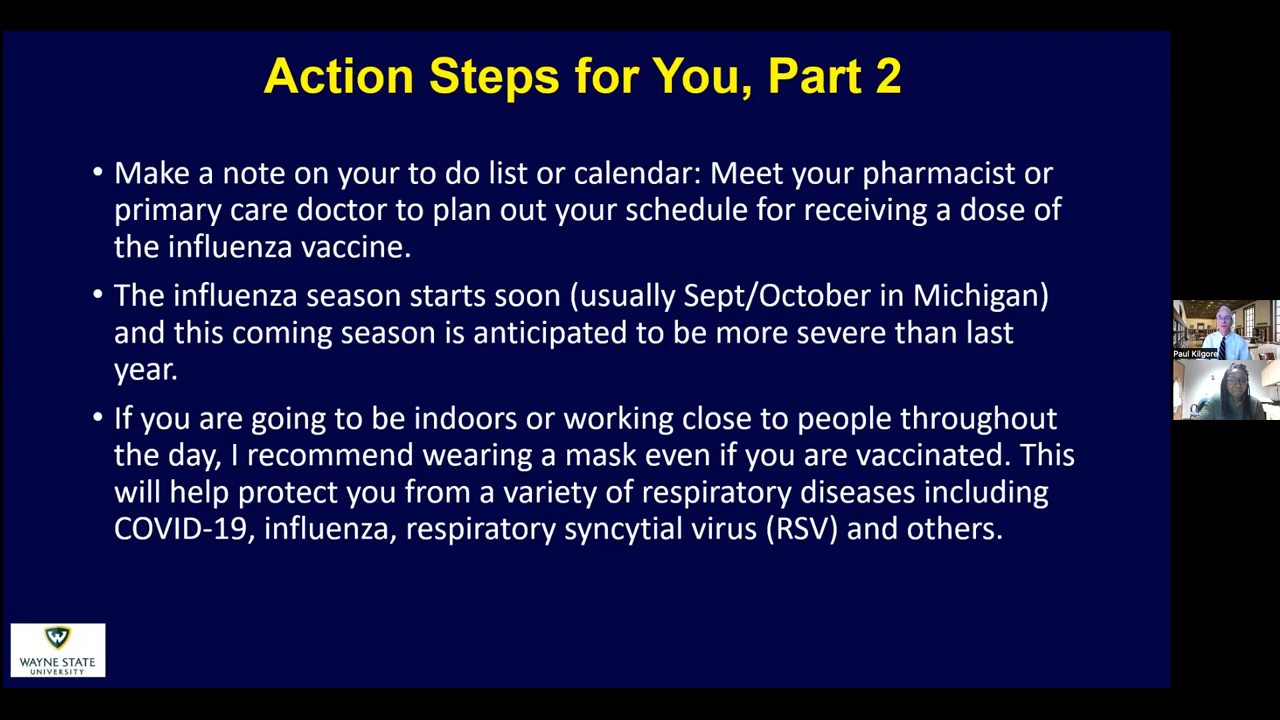 Action Steps for You, Part 2
• Make a note on your to do list or calendar: Meet your pharmacist or
primary care doctor to plan out your schedule for receiving a dose of
the influenza vaccine.
• The influenza season starts soon (usually Sept/October in Michigan)
and this coming season is anticipated to be more severe than last
year.
• If you are going to be indoors or working close to people throughout
the day, I recommend wearing a mask even if you are vaccinated. This
will help protect you from a variety of respiratory diseases including
COVID-19, influenza, respiratory syncytial virus (RSV) and others.
Paul Kilgore
W
WAYNE STATE
UNIVERSITY